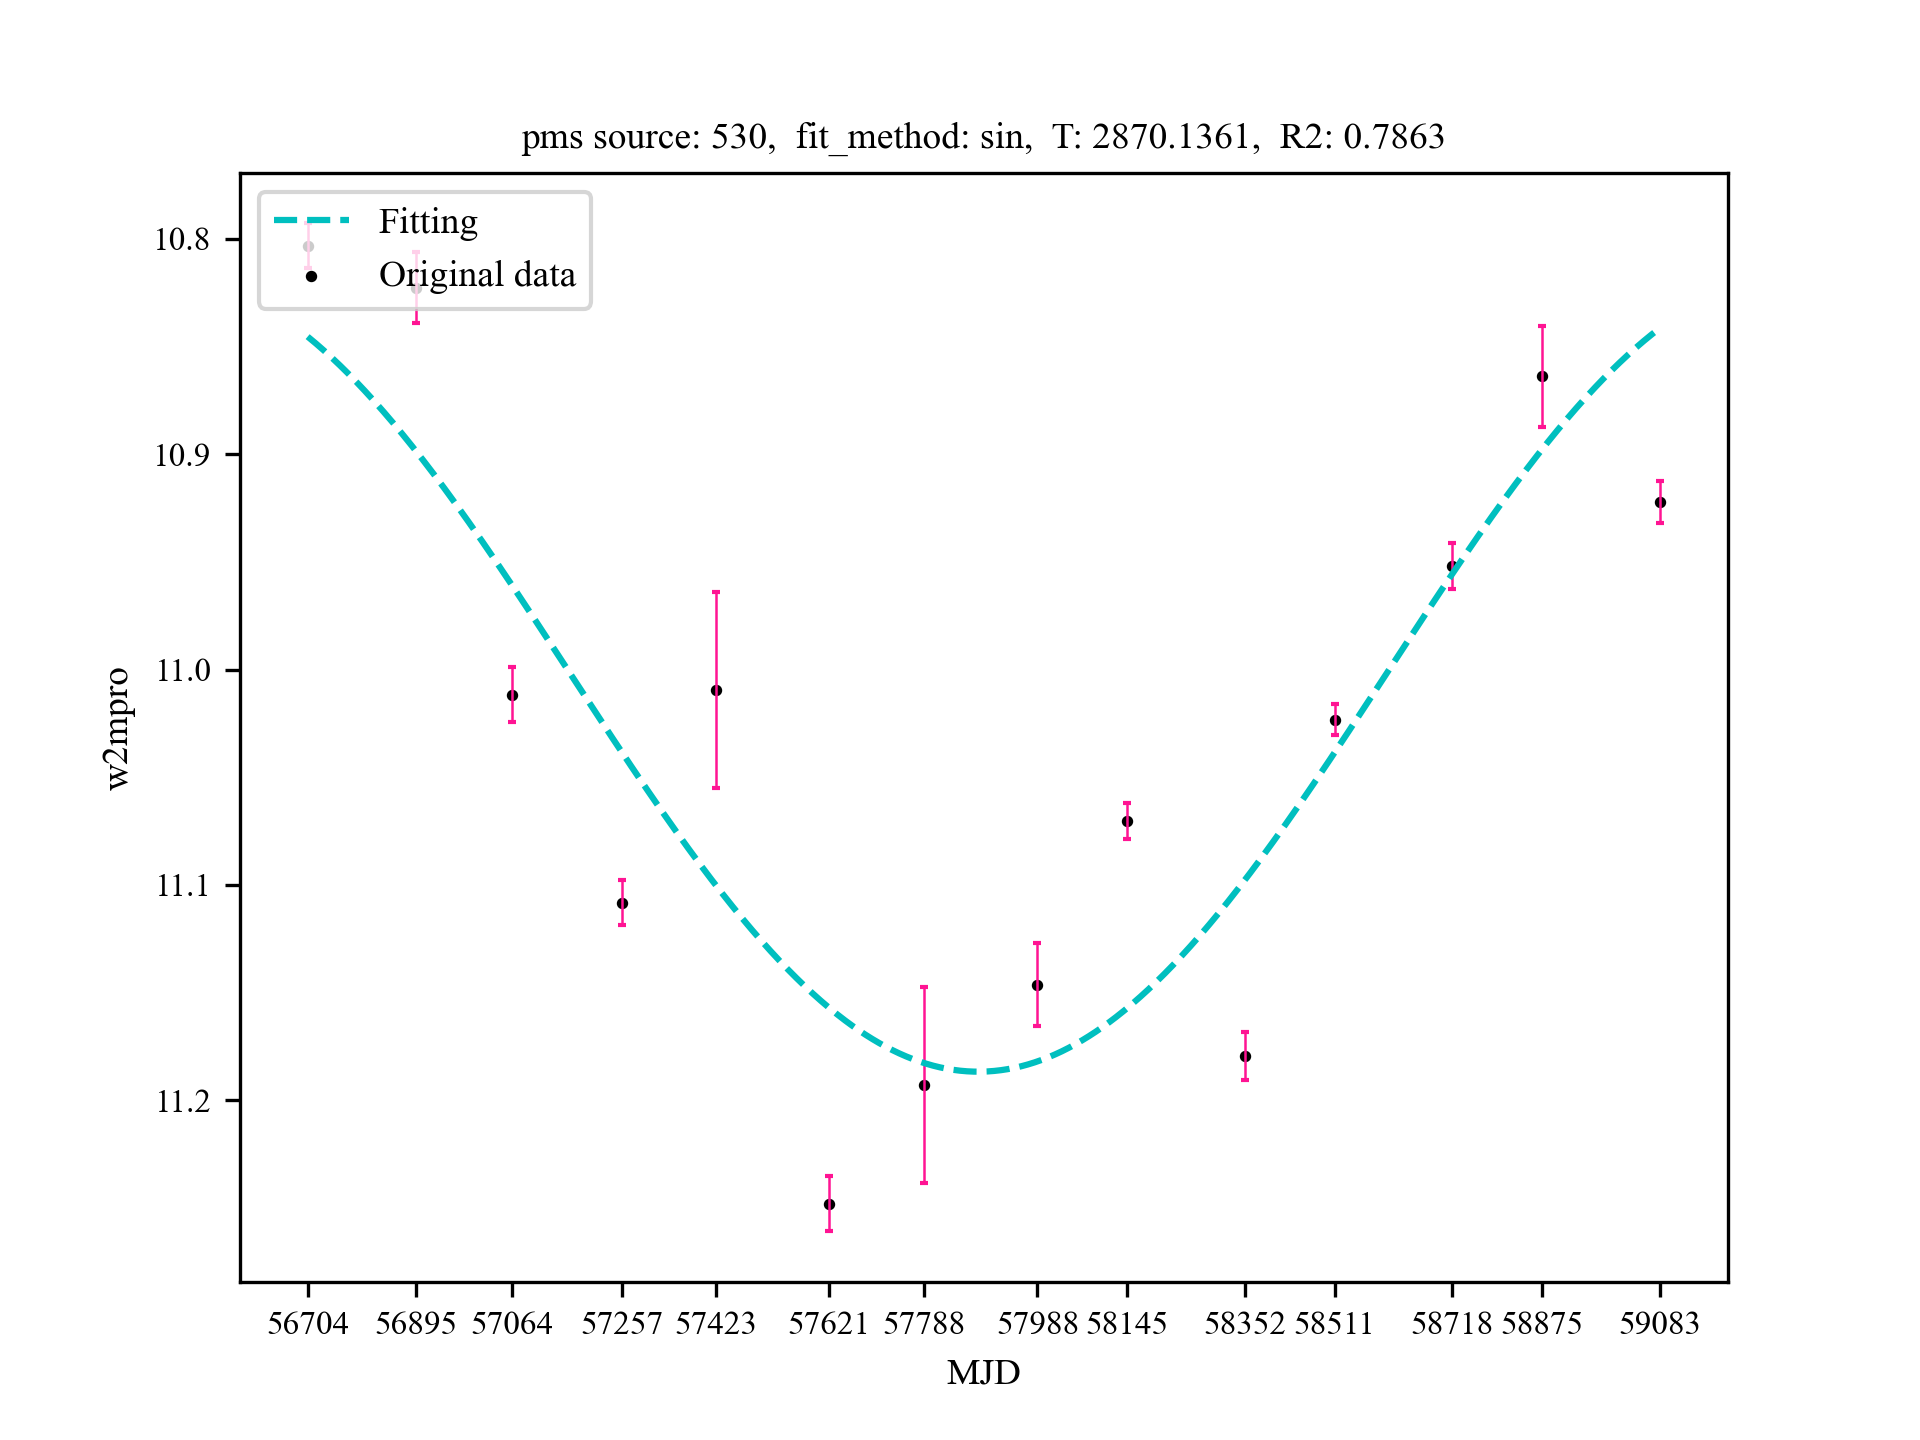 pms source: 530,  fit_method: sin,  T: 2870.1361,  R2: 0.7863
Fitting
Original data
w2mpro
10.8
10.9
11.0
11.1
11.2
56704 56895 57064 57257 57423 57621 57788 57988 58145 58352 58511 58718 58875 59083
MJD